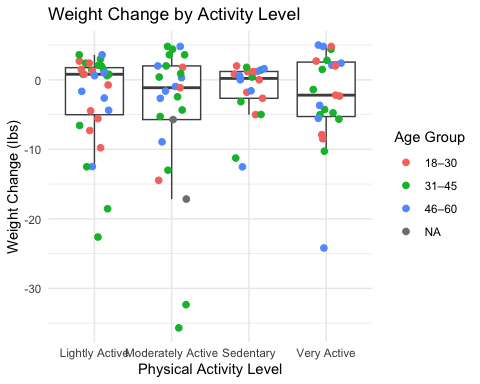 Weight Change by Activity Level
0
-10
-20
-30
Weight Change (lbs)
Lightly Active Moderately Active Sedentary Very Active
Physical Activity Level
Age Group
18–30
31–45
46–60
NA